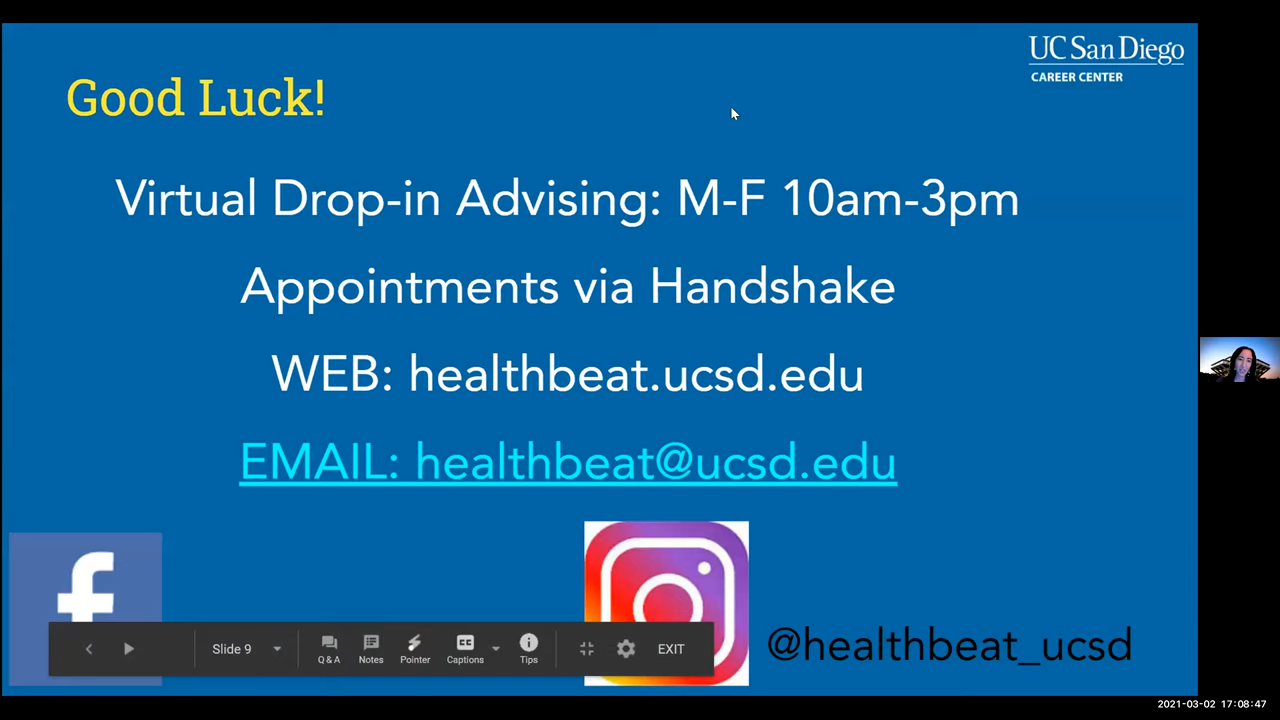 UC San Diego
CAREER CENTER
Good Luck!
Virtual Drop-in Advising: M-F 10am-3pm
Appointments via Handshake
WEB: healthbeat.ucsd.edu
EMAIL: healthbeat@ucsd.edu
f
@healthbeat_ucsd
Slide 9
Q & A
Notes
Pointer
CC
Captions
Tips
EXIT
2021-03-02 17:08:47